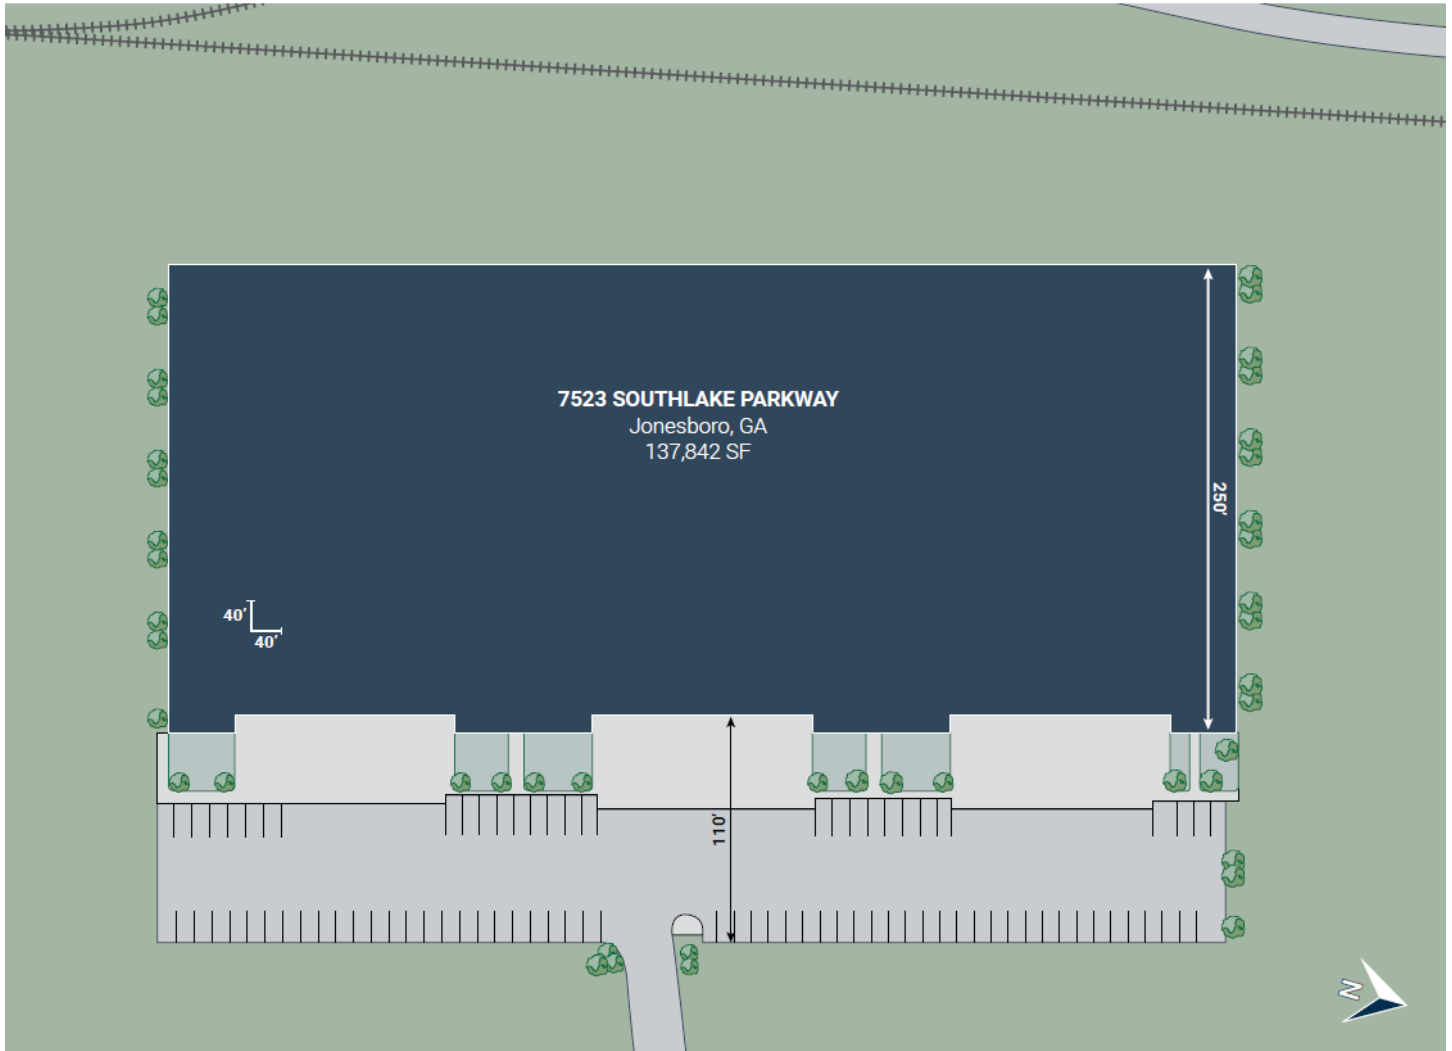 7523 SOUTHLAKE PARKWAY
Jonesboro, GA
137,842 SF
250'
40'
40'
110'
N